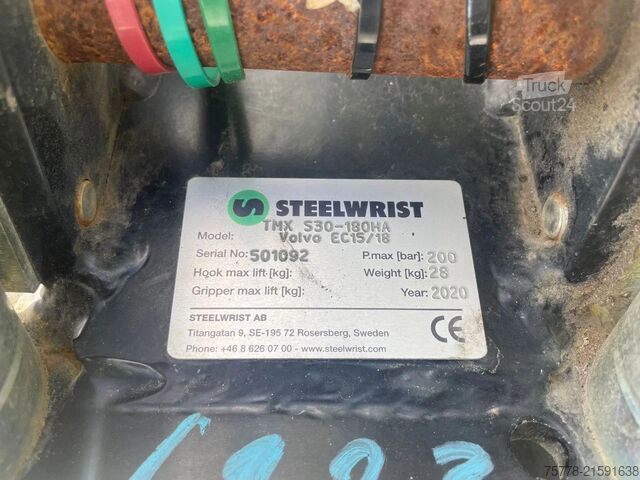 Truck
Scout24
STEELWRIST
TMX S30-180HA
Model: Volvo EC15/18
Serial No: 501092 P.max [bar]: 200
Hook max lift [kg]: Weight [kg]: 28
Gripper max lift [kg]: Year: 2020
STEELWRIST AB
Titangatan 9, SE-195 72 Rosersberg, Sweden
Phone: +46 8 626 07 00 - www.steelwrist.com
CE
1092
75778-21591638